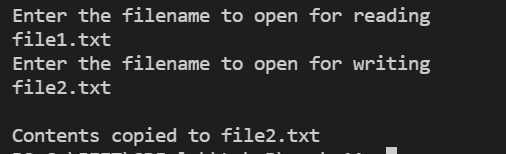 Enter the filename to open for reading
file1.txt
Enter the filename to open for writing
file2.txt
Contents copied to file2.txt